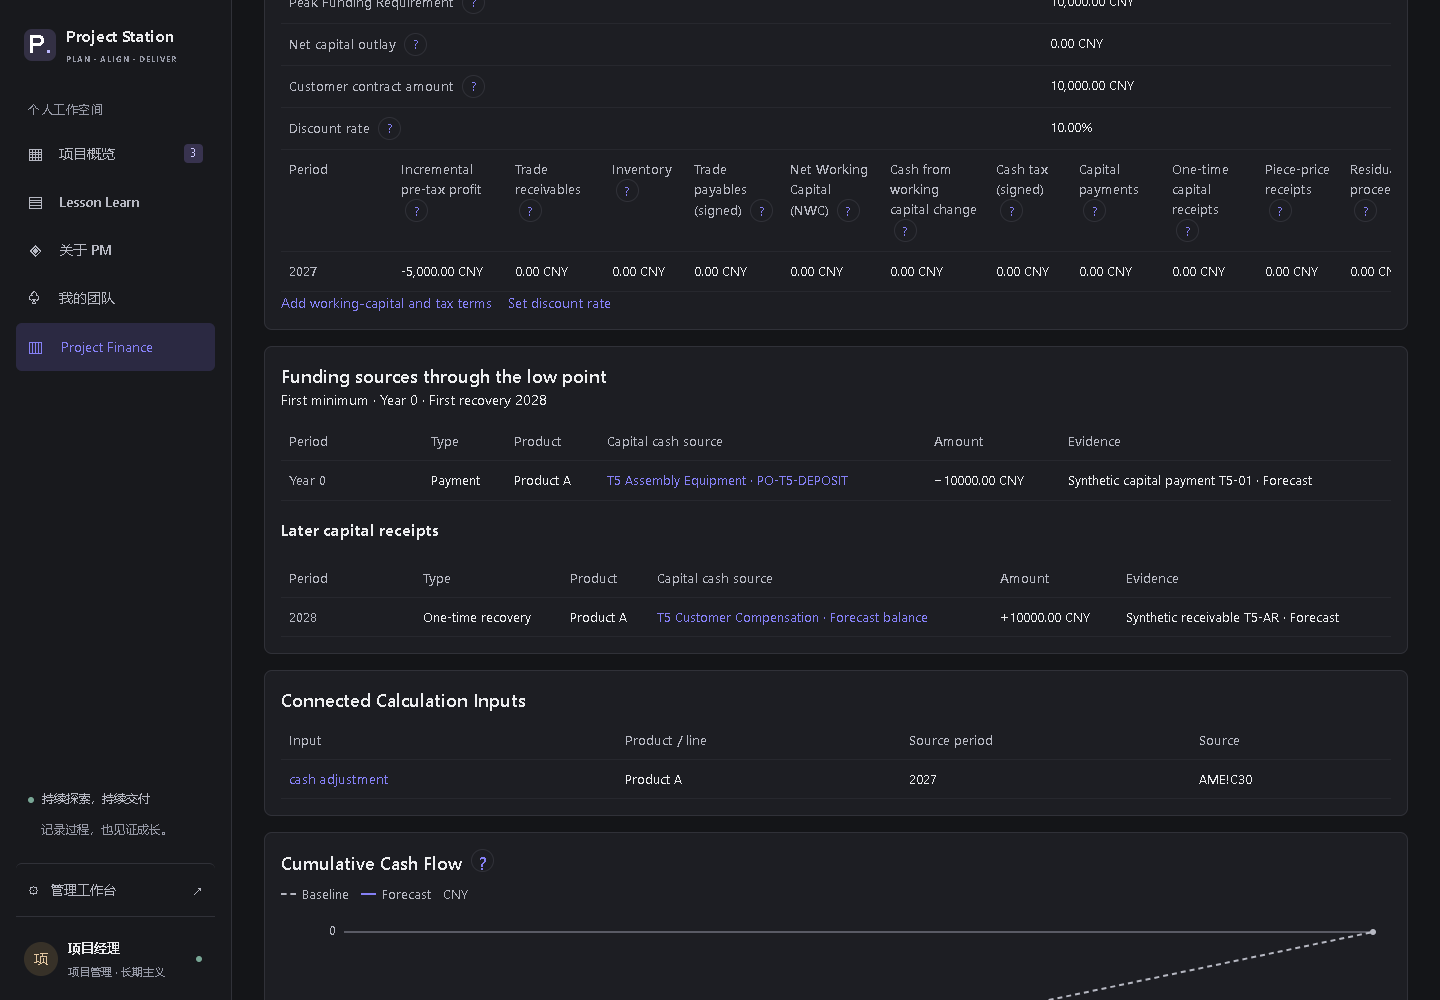 P.
Project Station
PLAN · ALIGN · DELIVER
个人工作空间
项目概览
3
Lesson Learn
关于 PM
我的团队
Project Finance
持续探索，持续交付
记录过程，也见证成长。
管理工作台
项
项目经理
项目管理 · 长期主义
Peak Funding Requirement ? 10,000.00 CNY
Net capital outlay ? 0.00 CNY
Customer contract amount ? 10,000.00 CNY
Discount rate ? 10.00%
Period
Incremental pre-tax profit ?
Trade receivables ?
Inventory ?
Trade payables (signed) ?
Net Working Capital (NWC) ?
Cash from working capital change ?
Cash tax (signed) ?
Capital payments ?
One-time capital receipts ?
Piece-price receipts ?
Residu procee ?
2027 -5,000.00 CNY 0.00 CNY 0.00 CNY 0.00 CNY 0.00 CNY 0.00 CNY 0.00 CNY 0.00 CNY 0.00 CNY 0.00 CNY 0.00 CN
Add working-capital and tax terms Set discount rate
Funding sources through the low point
First minimum · Year 0 · First recovery 2028
Period Type Product Capital cash source Amount Evidence
Year 0 Payment Product A T5 Assembly Equipment · PO-T5-DEPOSIT −10000.00 CNY Synthetic capital payment T5-01 · Forecast
Later capital receipts
Period Type Product Capital cash source Amount Evidence
2028 One-time recovery Product A T5 Customer Compensation · Forecast balance +10000.00 CNY Synthetic receivable T5-AR · Forecast
Connected Calculation Inputs
Input Product / line Source period Source
cash adjustment Product A 2027 AME!C30
Cumulative Cash Flow ?
Baseline Forecast CNY
0